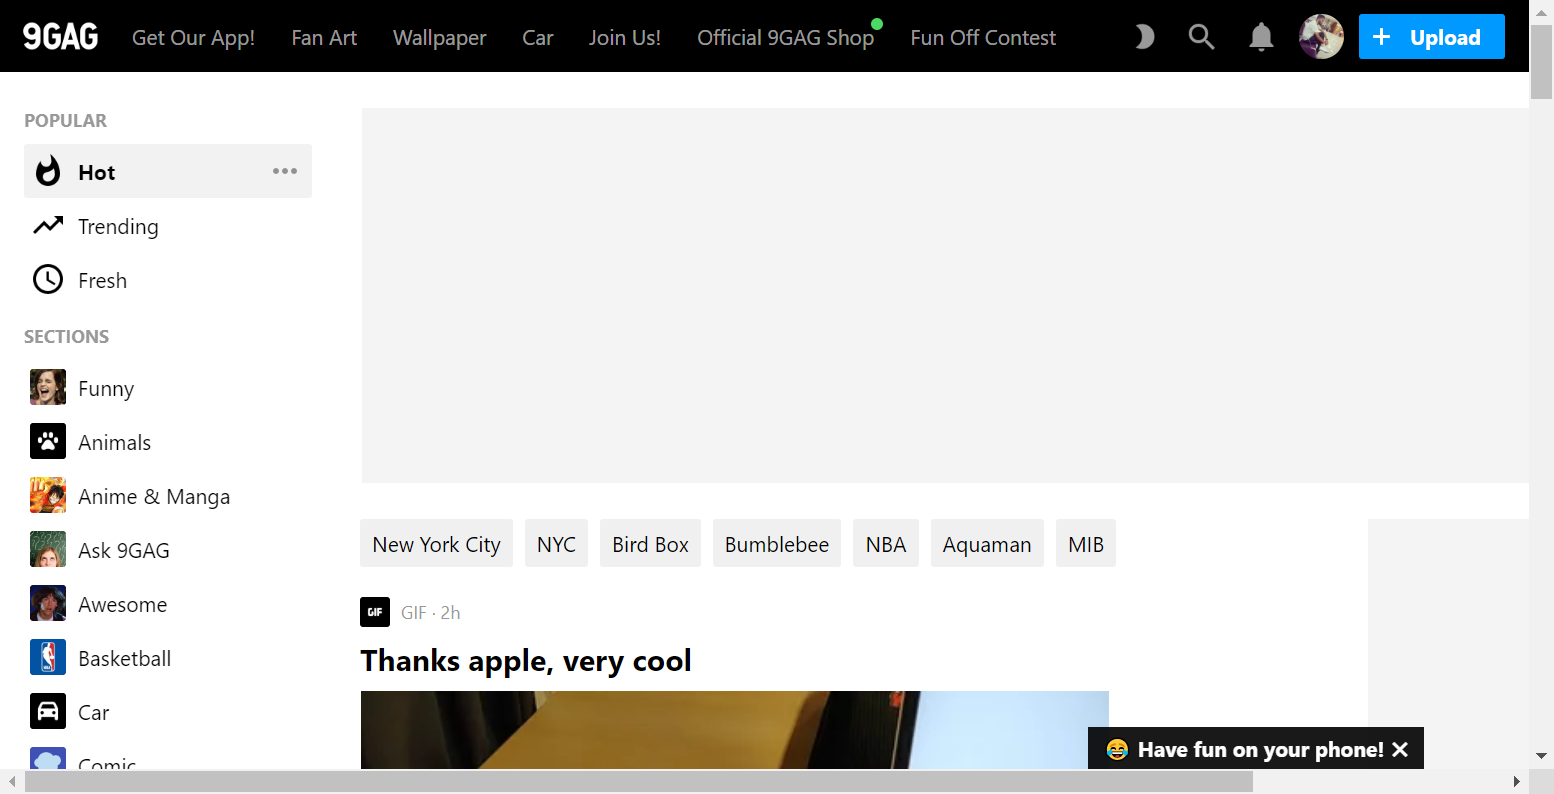 9GAG Get Our App! Fan Art Wallpaper Car Join Us! Official 9GAG Shop Fun Off Contest + Upload
POPULAR
Hot
Trending
Fresh
SECTIONS
Funny
Animals
Anime & Manga
Ask 9GAG
Awesome
Basketball
Car
Comic
New York City NYC Bird Box Bumblebee NBA Aquaman MIB
GIF GIF · 2h
Thanks apple, very cool
😂 Have fun on your phone! ✕